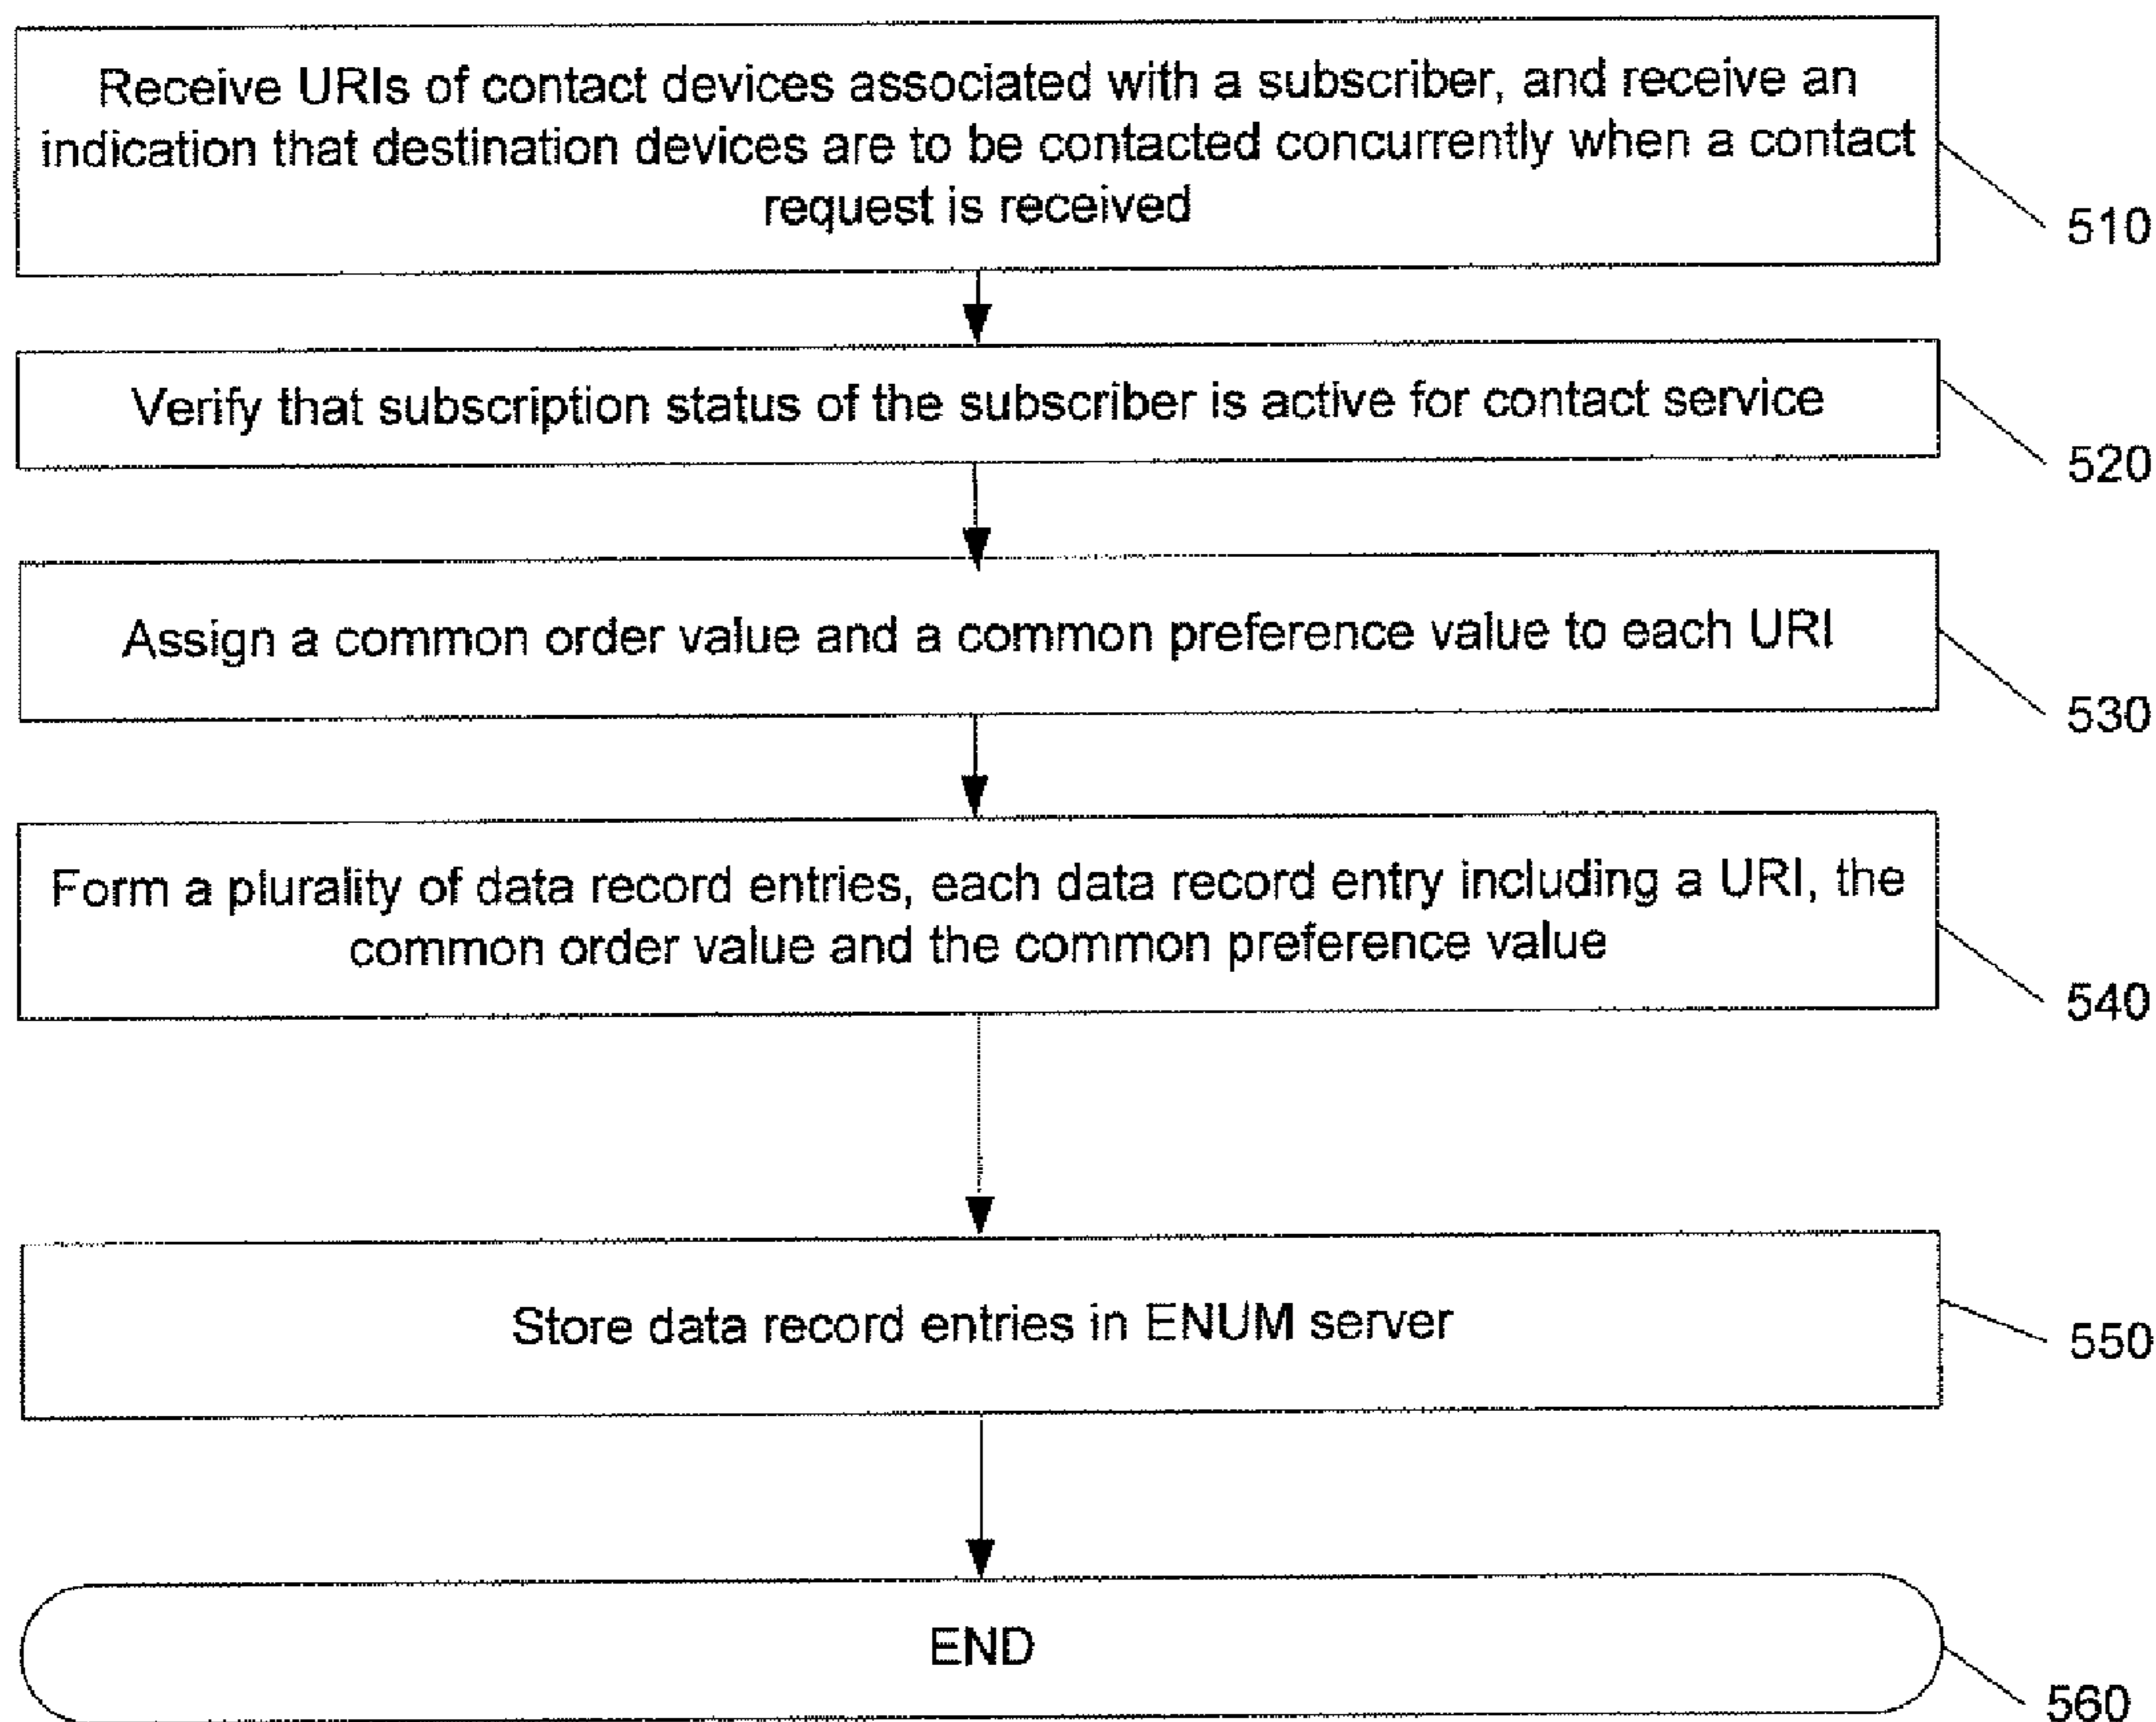 Receive URIs of contact devices associated with a subscriber, and receive an
indication that destination devices are to be contacted concurrently when a contact
request is received
510
Verify that subscription status of the subscriber is active for contact service
520
Assign a common order value and a common preference value to each URI
530
Form a plurality of data record entries, each data record entry including a URI, the
common order value and the common preference value
540
Store data record entries in ENUM server
550
END
560